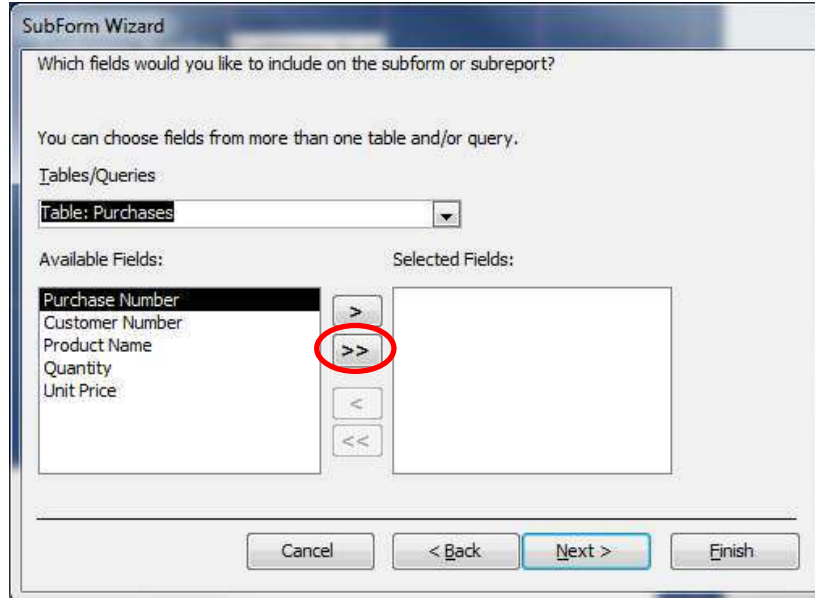 SubForm Wizard
Which fields would you like to include on the subform or subreport?
You can choose fields from more than one table and/or query.
Tables/Queries
Table: Purchases
Available Fields:
Selected Fields:
Purchase Number
Customer Number
Product Name
Quantity
Unit Price
>
>>
<
<<
Cancel
< Back
Next >
Finish